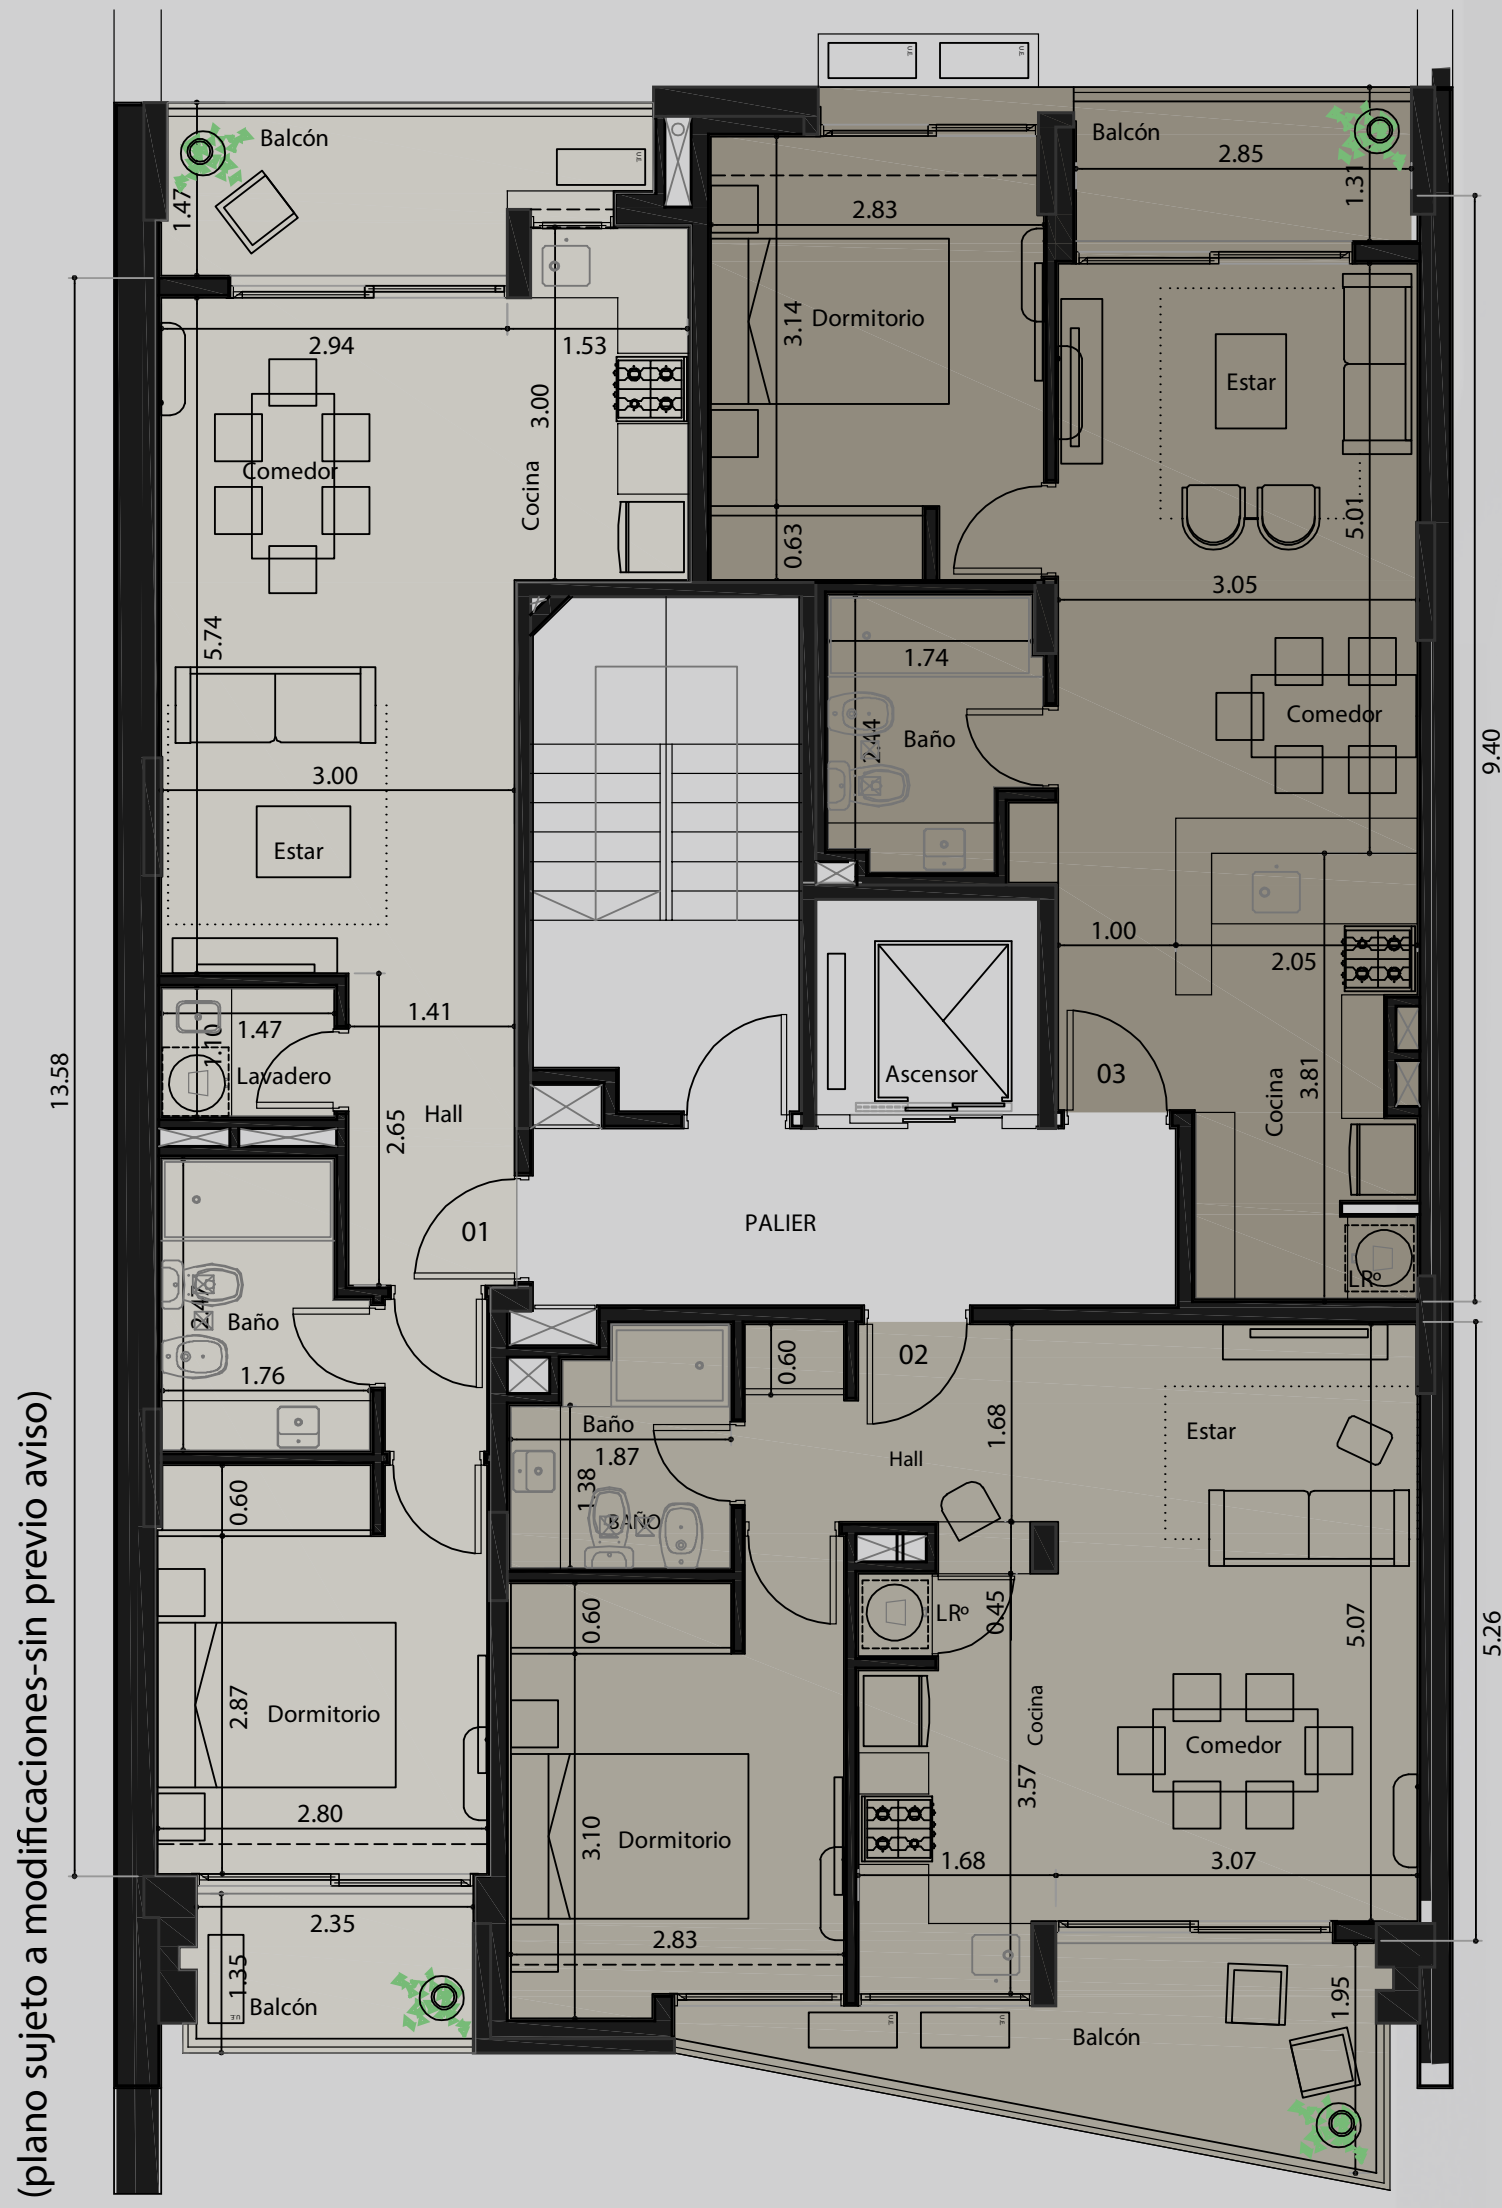 Balcón
1.47
2.94
1.53
3.00
Comedor
Cocina
5.74
3.00
Estar
1.47
1.10
Lavadero
1.41
2.65
Hall
13.58
01
2.47
Baño
1.76
0.60
2.87
Dormitorio
2.80
2.35
1.35
Balcón
2.83
3.14
Dormitorio
0.63
Balcón
2.85
1.31
Estar
5.01
3.05
1.74
2.44
Baño
Comedor
9.40
1.00
2.05
Ascensor
03
Cocina
3.81
LRº
PALIER
02
0.60
Baño
1.87
1.38
BAÑO
Hall
1.68
Estar
0.60
LRº
0.45
5.07
5.26
3.10
Dormitorio
Cocina
3.57
Comedor
1.68
3.07
2.83
1.95
Balcón
(plano sujeto a modificaciones-sin previo aviso)